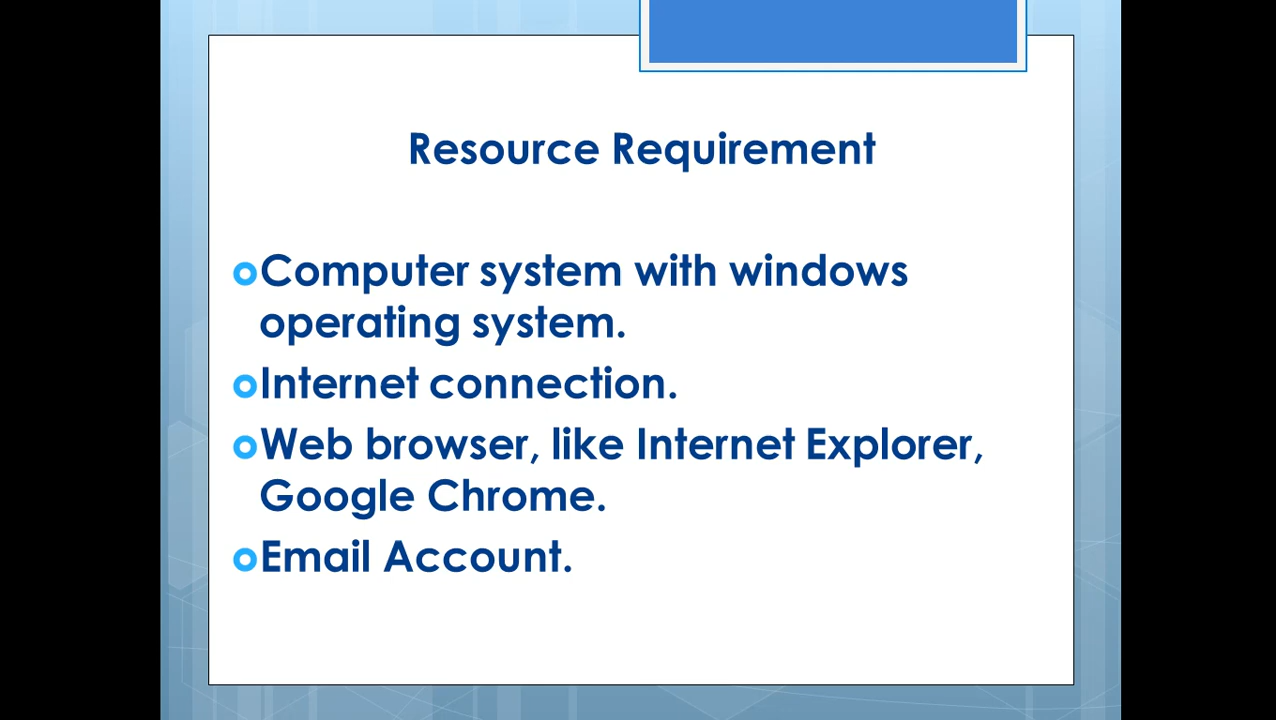 Resource Requirement
Computer system with windows
operating system.
Internet connection.
Web browser, like Internet Explorer,
Google Chrome.
Email Account.